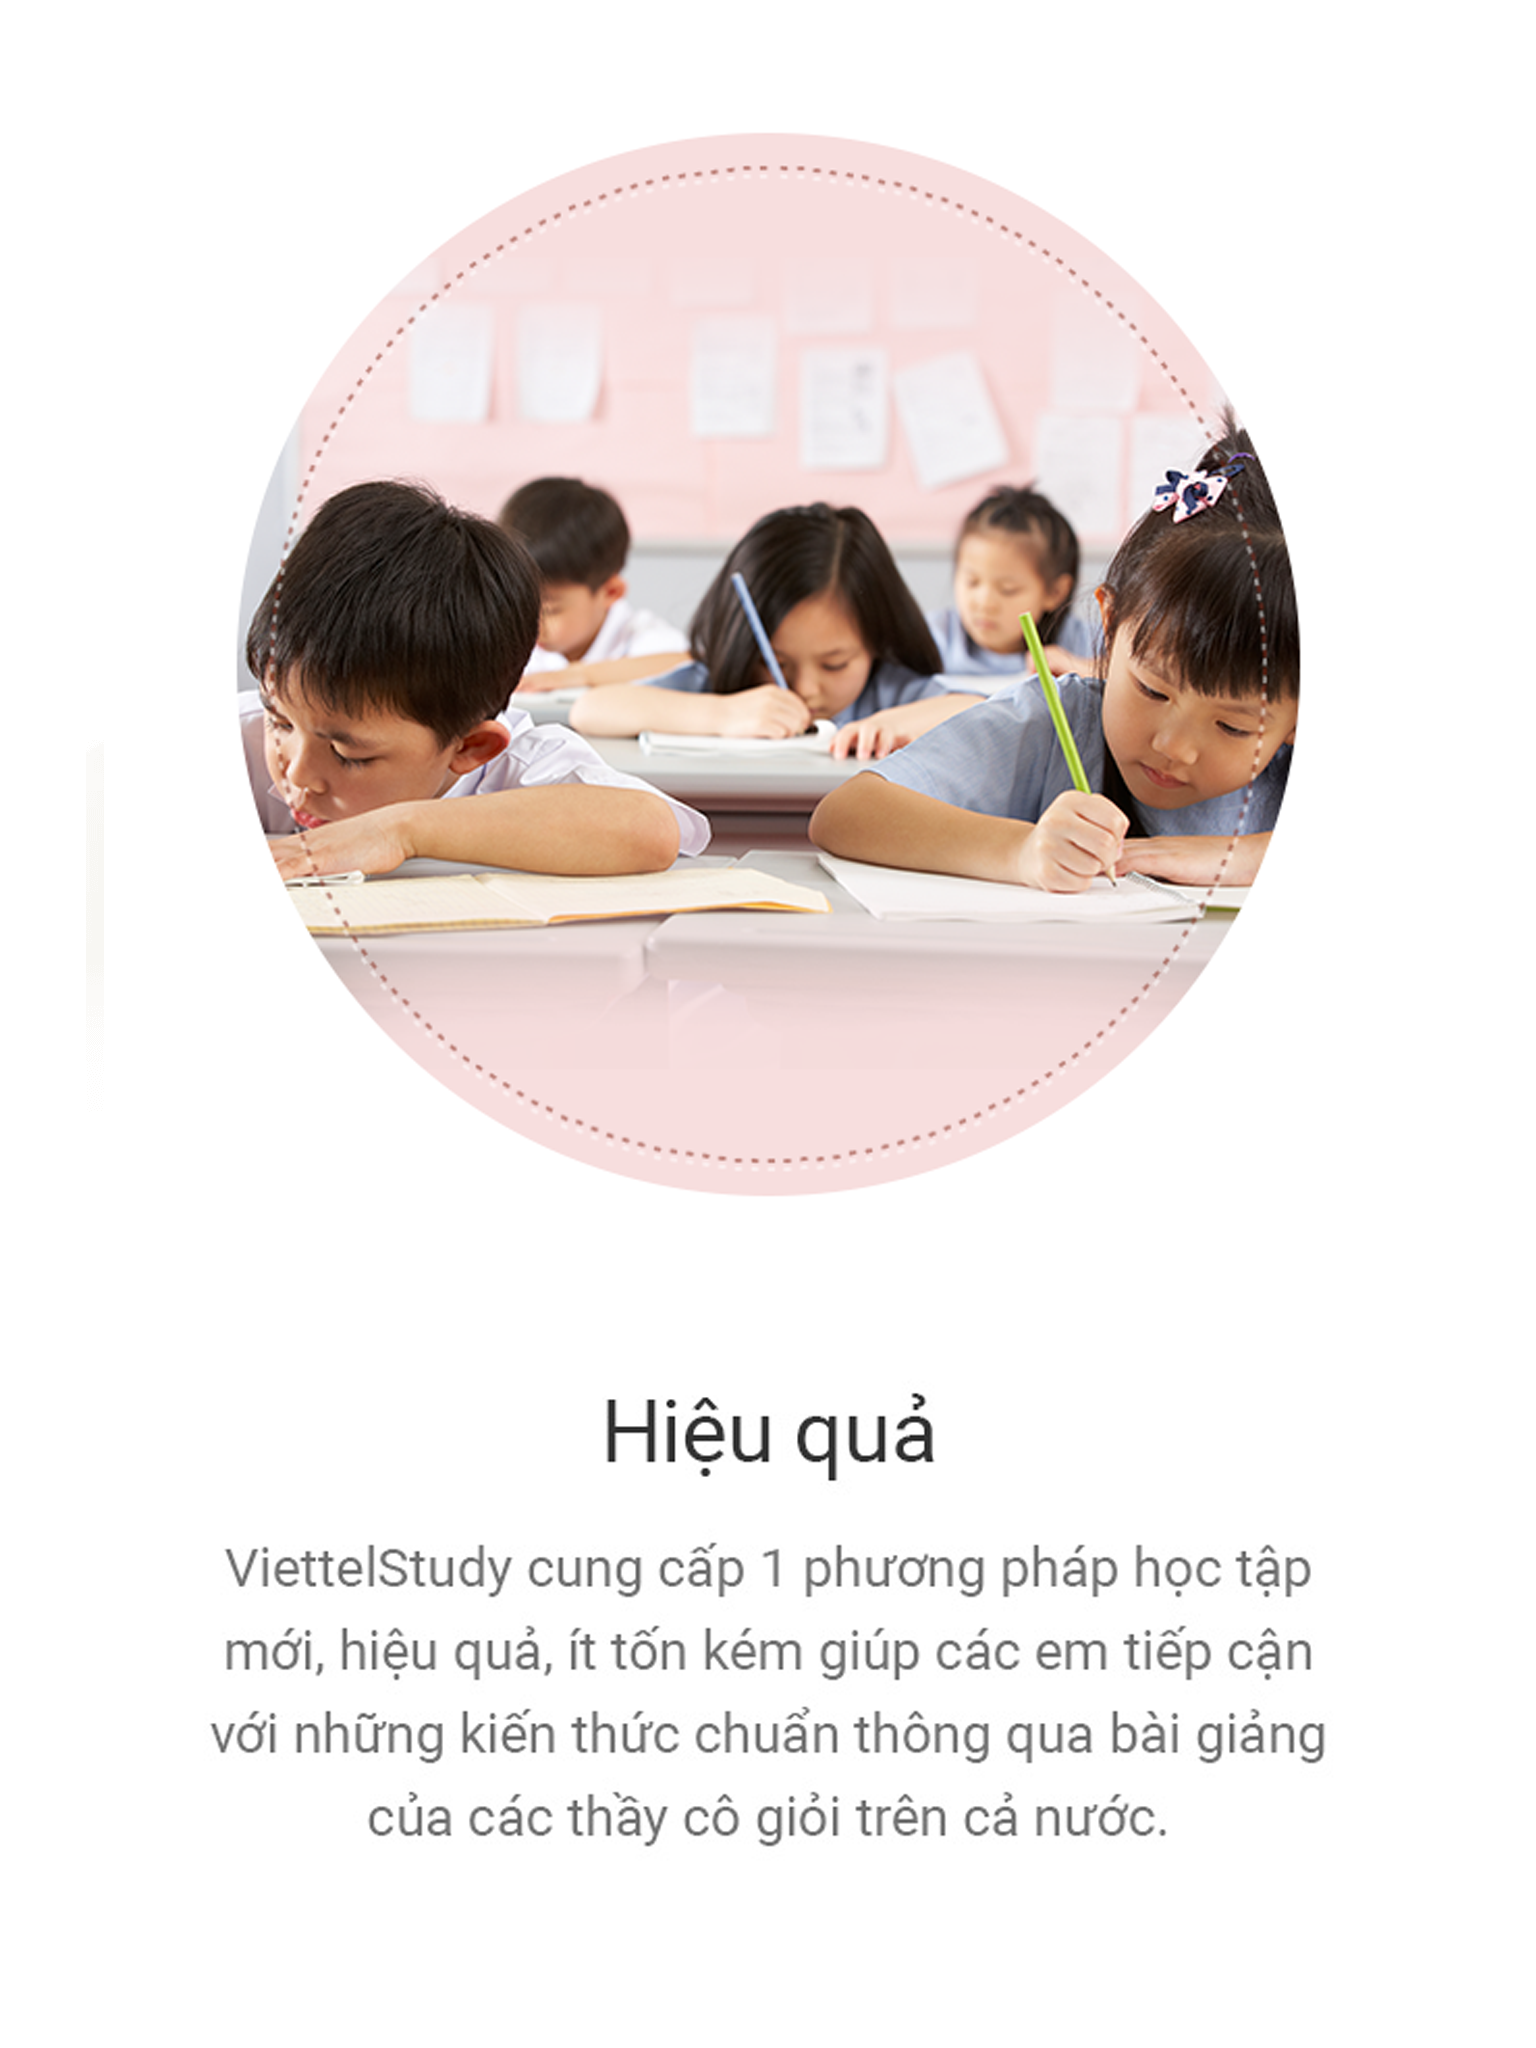 Hiệu quả
ViettelStudy cung cấp 1 phương pháp học tập
mới, hiệu quả, ít tốn kém giúp các em tiếp cận
với những kiến thức chuẩn thông qua bài giảng
của các thầy cô giỏi trên cả nước.